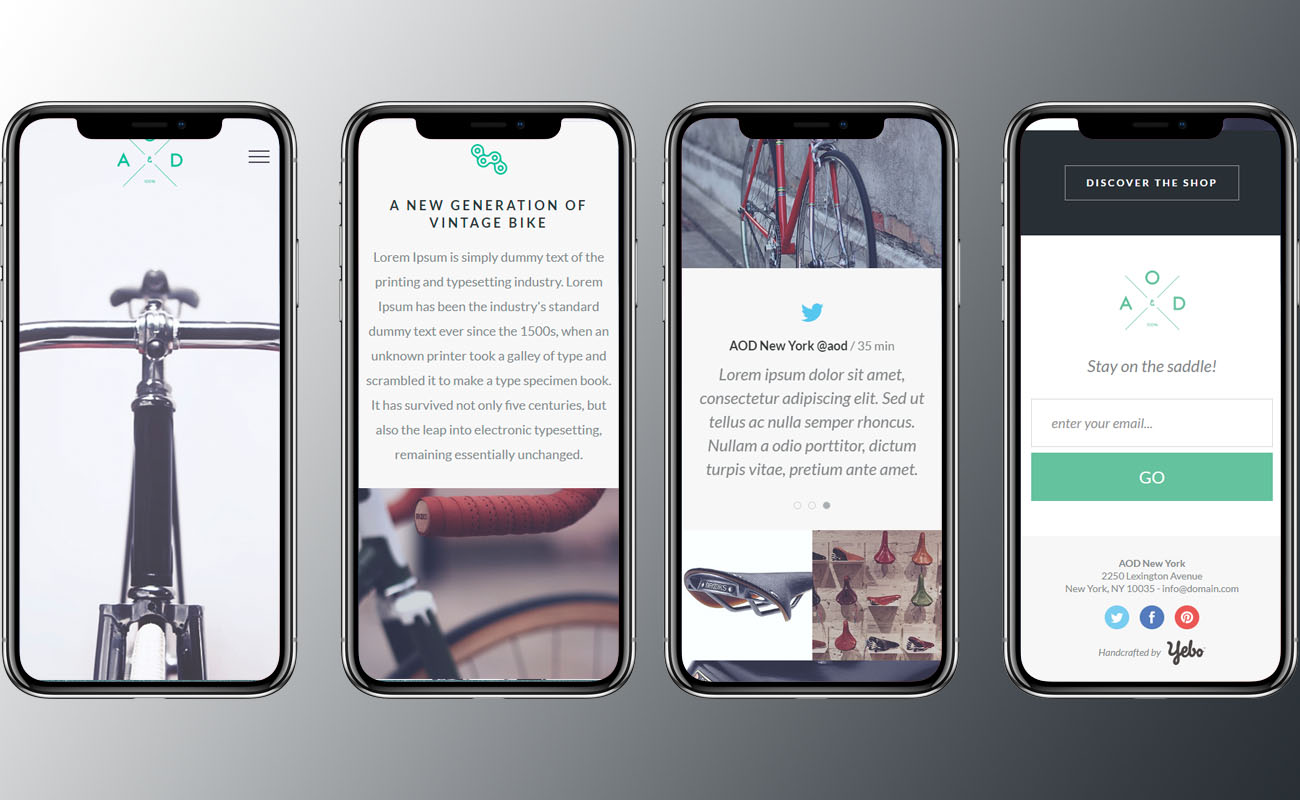 A & D
100%
A NEW GENERATION OF
VINTAGE BIKE
Lorem Ipsum is simply dummy text of the
printing and typesetting industry. Lorem
Ipsum has been the industry's standard
dummy text ever since the 1500s, when an
unknown printer took a galley of type and
scrambled it to make a type specimen book.
It has survived not only five centuries, but
also the leap into electronic typesetting,
remaining essentially unchanged.
BROOKS
AOD New York @aod / 35 min
Lorem ipsum dolor sit amet,
consectetur adipiscing elit. Sed ut
tellus ac nulla semper rhoncus.
Nullam a odio porttitor, dictum
turpis vitae, pretium ante amet.
BROOKS
DISCOVER THE SHOP
O
A & D
100%
Stay on the saddle!
enter your email...
GO
AOD New York
2250 Lexington Avenue
New York, NY 10035 - info@domain.com
Handcrafted by Yebo